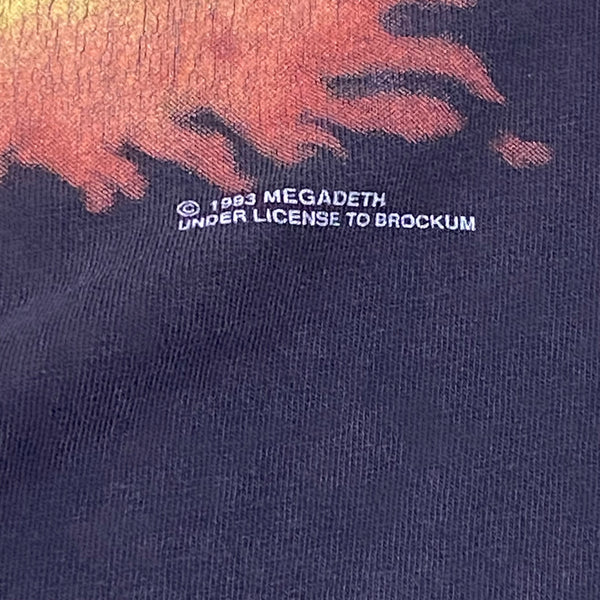 © 1993 MEGADETH
UNDER LICENSE TO BROCKUM